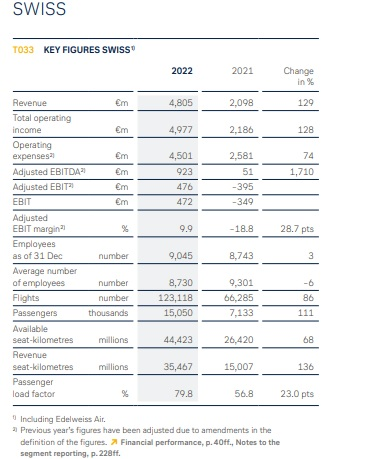 SWISS
T033 KEY FIGURES SWISS¹⁾
2022 2021 Change
in %
Revenue €m 4,805 2,098 129
Total operating
income €m 4,977 2,186 128
Operating
expenses²⁾ €m 4,501 2,581 74
Adjusted EBITDA²⁾ €m 923 51 1,710
Adjusted EBIT²⁾ €m 476 –395
EBIT €m 472 –349
Adjusted
EBIT margin²⁾ % 9.9 –18.8 28.7 pts
Employees
as of 31 Dec number 9,045 8,743 3
Average number
of employees number 8,730 9,301 –6
Flights number 123,118 66,285 86
Passengers thousands 15,050 7,133 111
Available
seat-kilometres millions 44,423 26,420 68
Revenue
seat-kilometres millions 35,467 15,007 136
Passenger
load factor % 79.8 56.8 23.0 pts
¹⁾ Including Edelweiss Air.
²⁾ Previous year's figures have been adjusted due to amendments in the
definition of the figures. ↗ Financial performance, p. 40ff., Notes to the
segment reporting, p. 228ff.